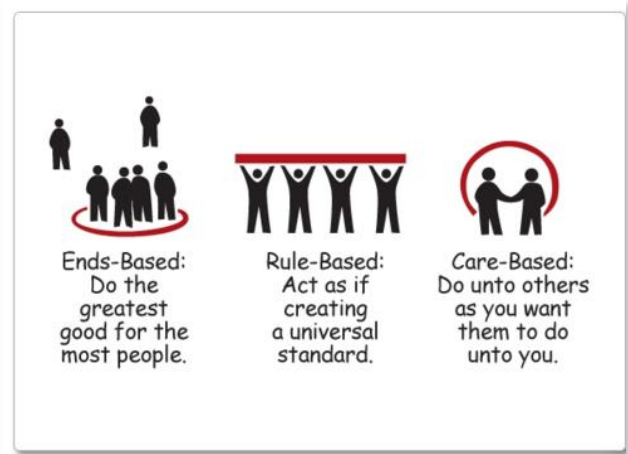 Ends-Based:
Do the
greatest
good for the
most people.
Rule-Based:
Act as if
creating
a universal
standard.
Care-Based:
Do unto others
as you want
them to do
unto you.